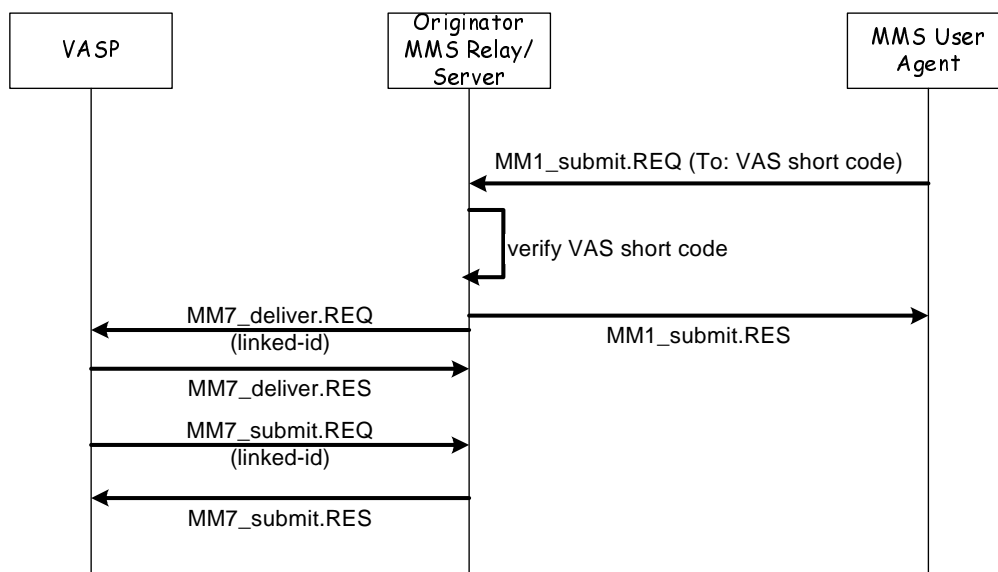 VASP
Originator
MMS Relay/
Server
MMS User
Agent
MM1_submit.REQ (To: VAS short code)
verify VAS short code
MM7_deliver.REQ
(linked-id)
MM1_submit.RES
MM7_deliver.RES
MM7_submit.REQ
(linked-id)
MM7_submit.RES